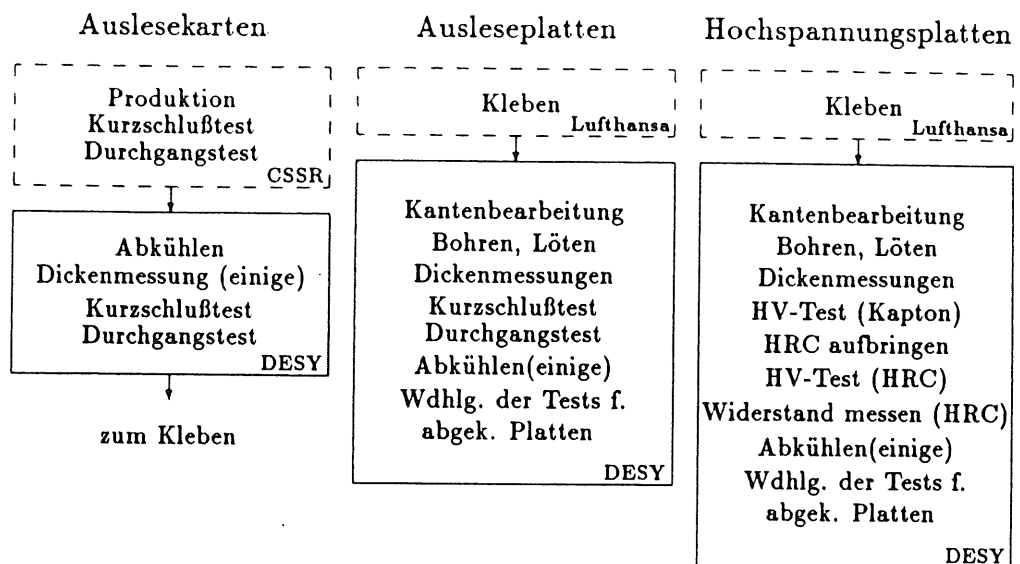 Auslesekarten
Produktion
Kurzschlußtest
Durchgangstest
CSSR
Abkühlen
Dickenmessung (einige)
Kurzschlußtest
Durchgangstest
DESY
zum Kleben
Ausleseplatten
Kleben
Lufthansa
Kantenbearbeitung
Bohren, Löten
Dickenmessungen
Kurzschlußtest
Durchgangstest
Abkühlen(einige)
Wdhlg. der Tests f.
abgek. Platten
DESY
Hochspannungsplatten
Kleben
Lufthansa
Kantenbearbeitung
Bohren, Löten
Dickenmessungen
HV-Test (Kapton)
HRC aufbringen
HV-Test (HRC)
Widerstand messen (HRC)
Abkühlen(einige)
Wdhlg. der Tests f.
abgek. Platten
DESY